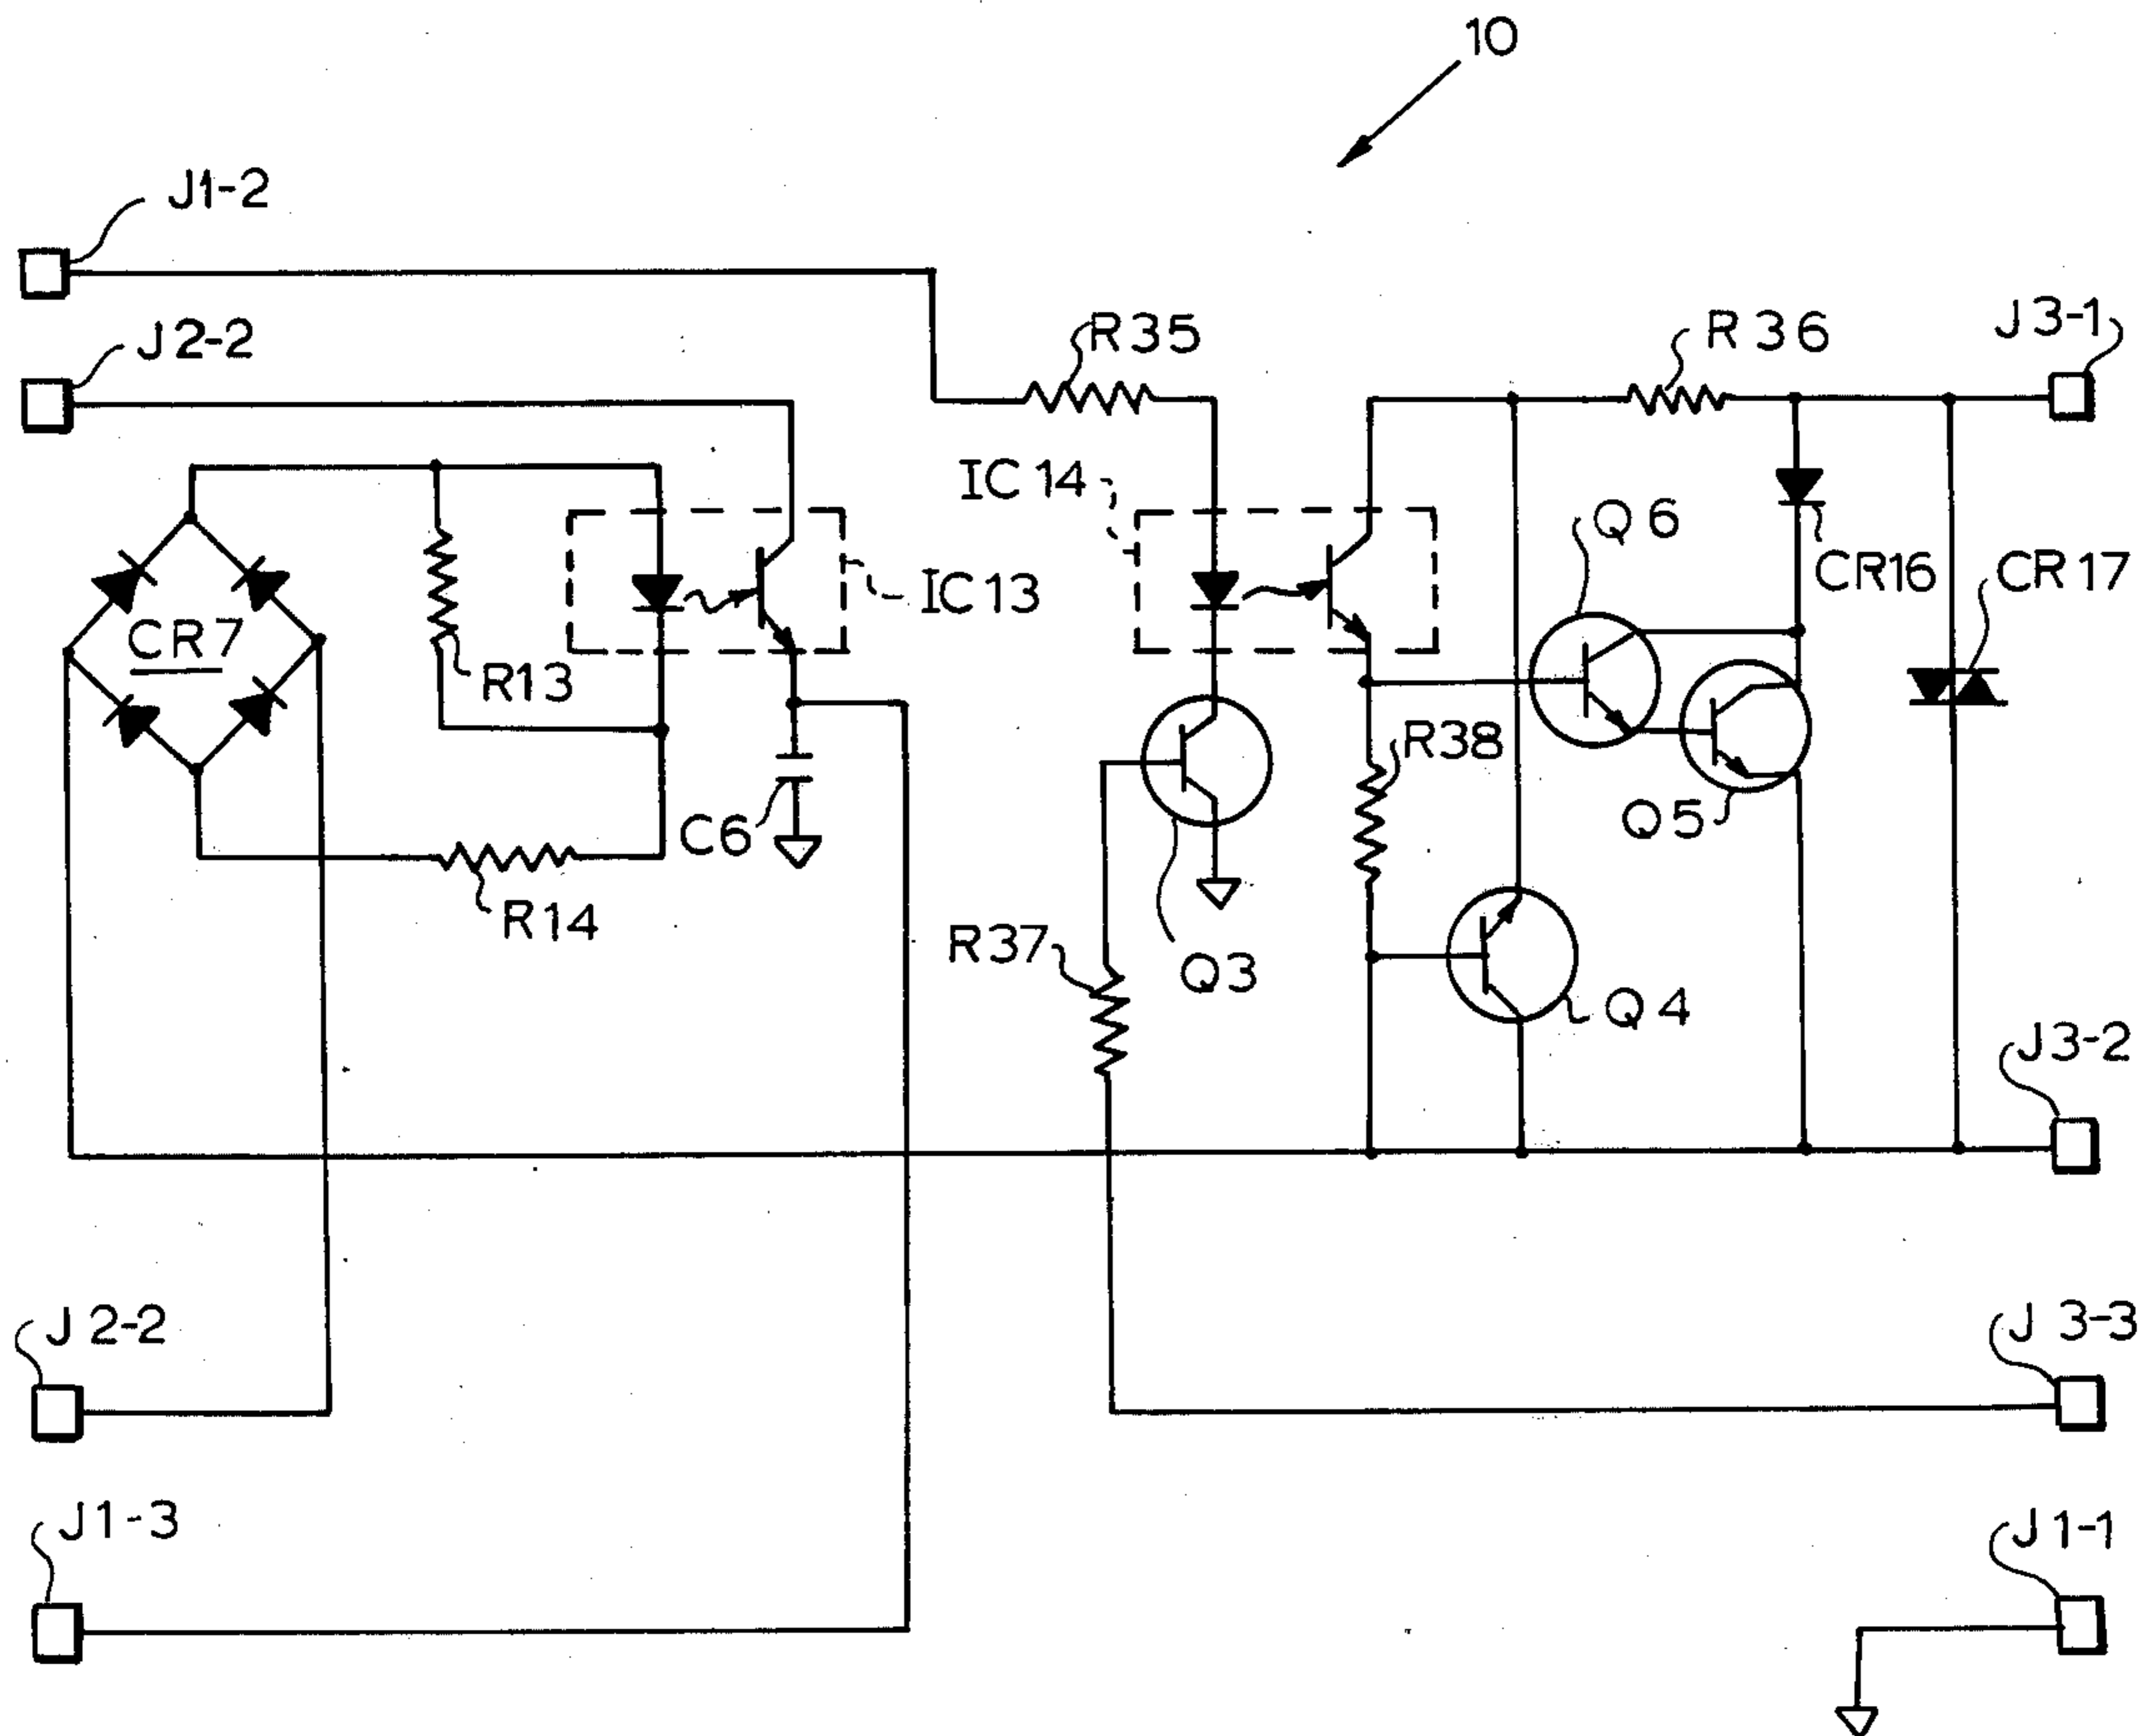 10
J1-2
J2-2
R35
R36
J3-1
IC14
Q6
IC13
CR16
CR17
CR7
R13
R38
Q5
C6
R14
R37
Q3
Q4
J3-2
J2-2
J3-3
J1-3
J1-1